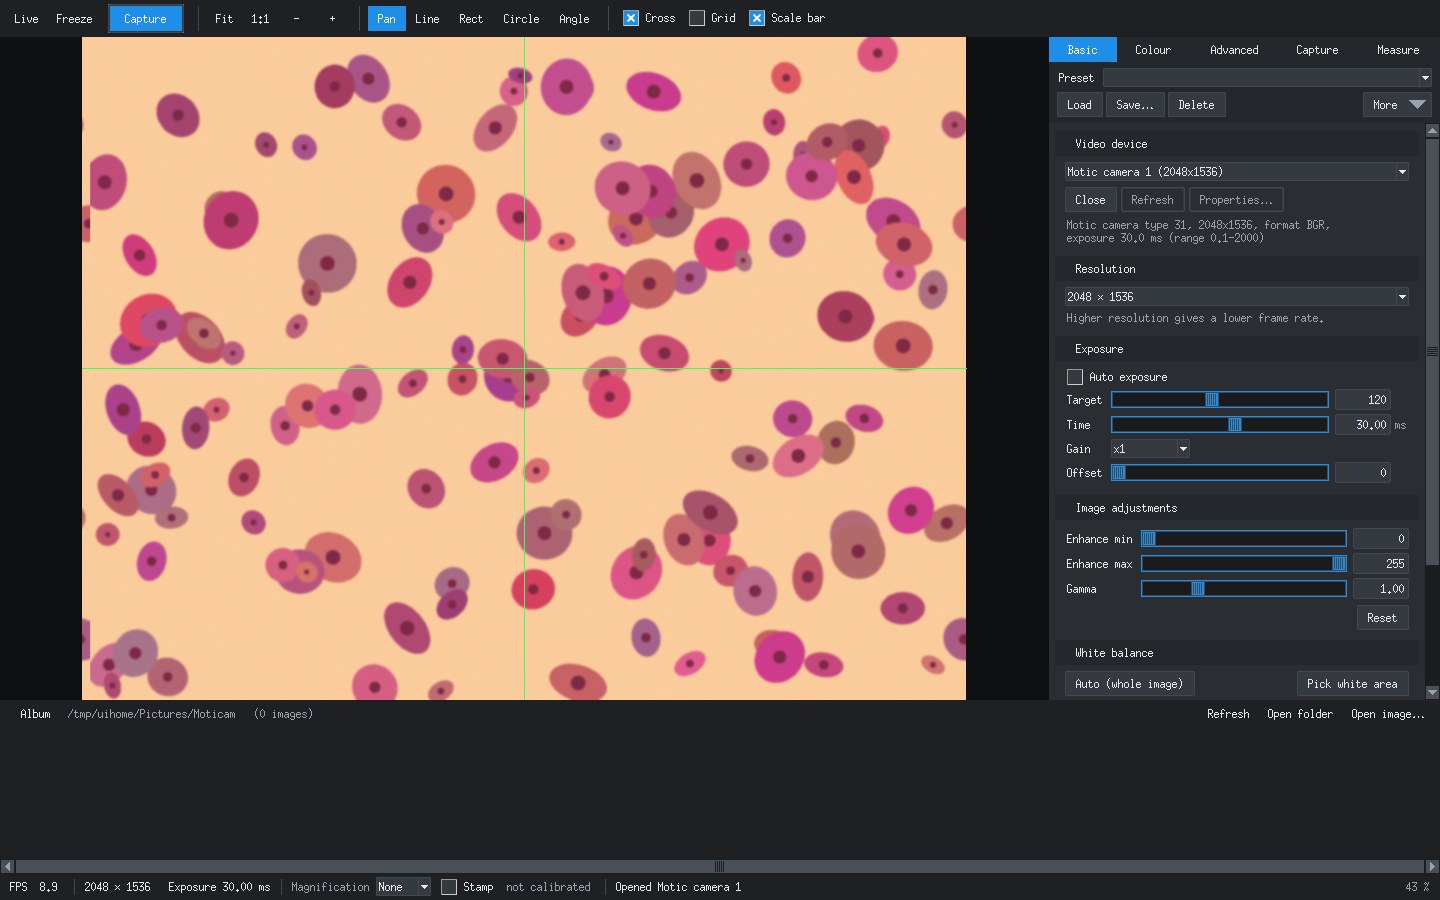 Live Freeze Capture Fit 1:1 − + Pan Line Rect Circle Angle Cross Grid Scale bar
Basic Colour Advanced Capture Measure
Preset
Load Save... Delete More
Video device
Motic camera 1 (2048x1536)
Close Refresh Properties...
Motic camera type 31, 2048x1536, format BGR,
exposure 30.0 ms (range 0.1-2000)
Resolution
2048 × 1536
Higher resolution gives a lower frame rate.
Exposure
Auto exposure
Target 120
Time 30.00 ms
Gain x1
Offset 0
Image adjustments
Enhance min 0
Enhance max 255
Gamma 1.00
Reset
White balance
Auto (whole image) Pick white area
Album /tmp/uihome/Pictures/Moticam (0 images) Refresh Open folder Open image...
FPS 8.9 2048 × 1536 Exposure 30.00 ms Magnification None Stamp not calibrated Opened Motic camera 1 43 %